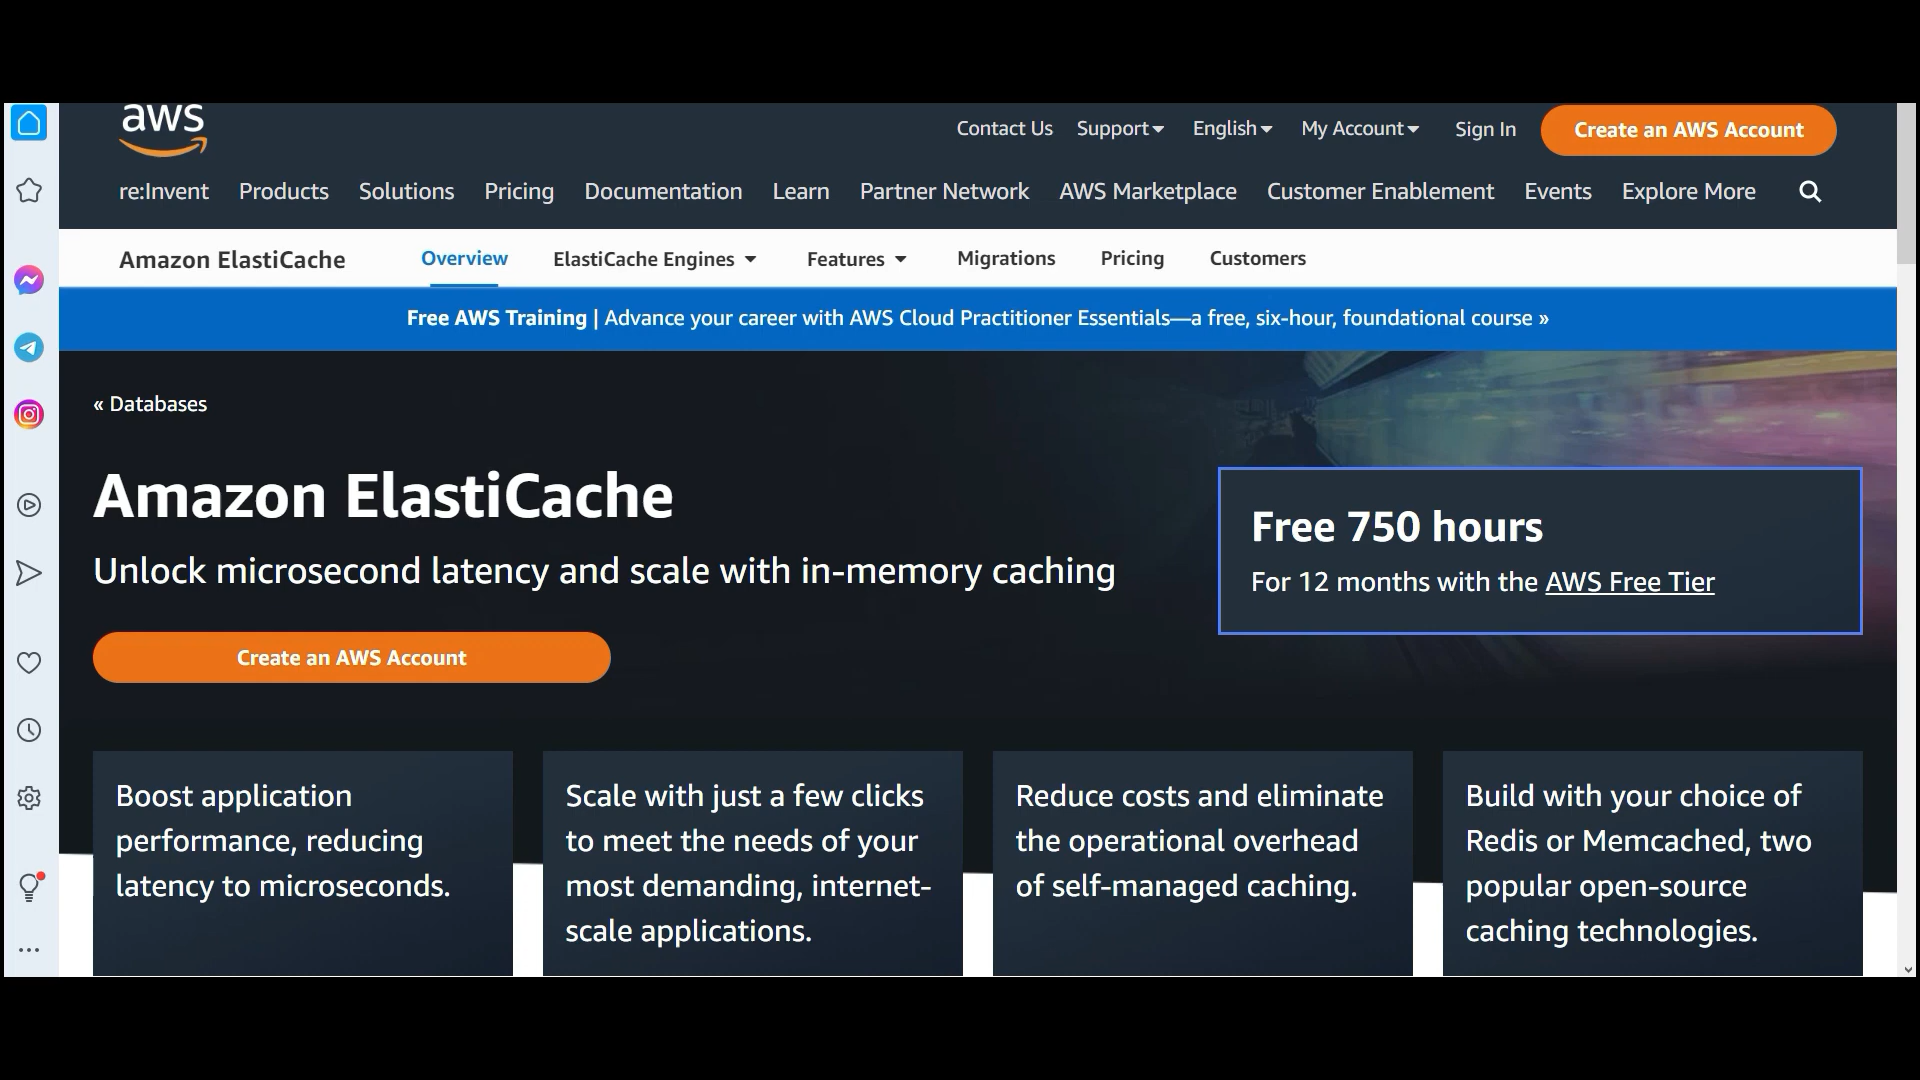 aws
Contact Us Support English My Account Sign In Create an AWS Account
re:Invent Products Solutions Pricing Documentation Learn Partner Network AWS Marketplace Customer Enablement Events Explore More
Amazon ElastiCache Overview ElastiCache Engines Features Migrations Pricing Customers
Free AWS Training | Advance your career with AWS Cloud Practitioner Essentials—a free, six-hour, foundational course »
« Databases
Amazon ElastiCache
Unlock microsecond latency and scale with in-memory caching
Create an AWS Account
Free 750 hours
For 12 months with the AWS Free Tier
Boost application
performance, reducing
latency to microseconds.
Scale with just a few clicks
to meet the needs of your
most demanding, internet-
scale applications.
Reduce costs and eliminate
the operational overhead
of self-managed caching.
Build with your choice of
Redis or Memcached, two
popular open-source
caching technologies.